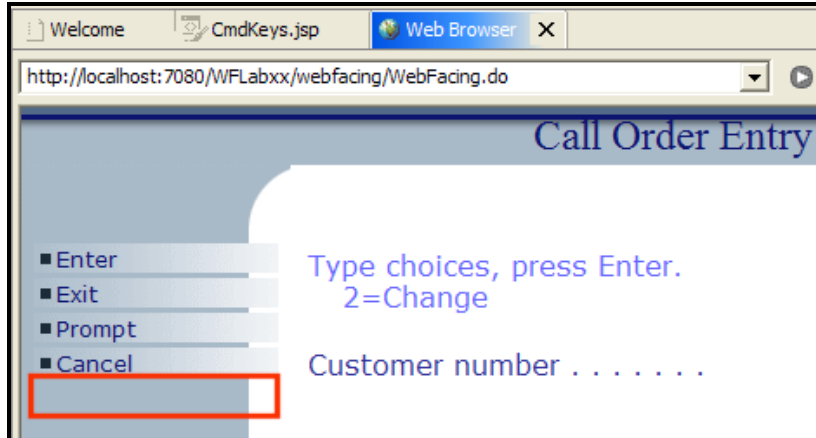 Welcome CmdKeys.jsp Web Browser X
http://localhost:7080/WFLabxx/webfacing/WebFacing.do
Call Order Entry
Enter
Exit
Prompt
Cancel
Type choices, press Enter.
2=Change
Customer number . . . . . . .